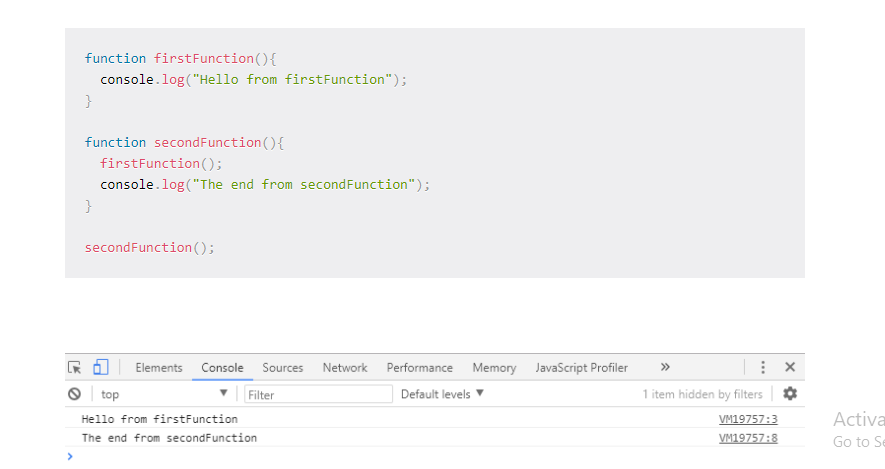 function firstFunction(){
console.log("Hello from firstFunction");
}
function secondFunction(){
firstFunction();
console.log("The end from secondFunction");
}
secondFunction();
Elements Console Sources Network Performance Memory JavaScript Profiler »
top ▼ Filter Default levels ▼ 1 item hidden by filters
Hello from firstFunction VM19757:3
The end from secondFunction VM19757:8
>
Activa
Go to Se